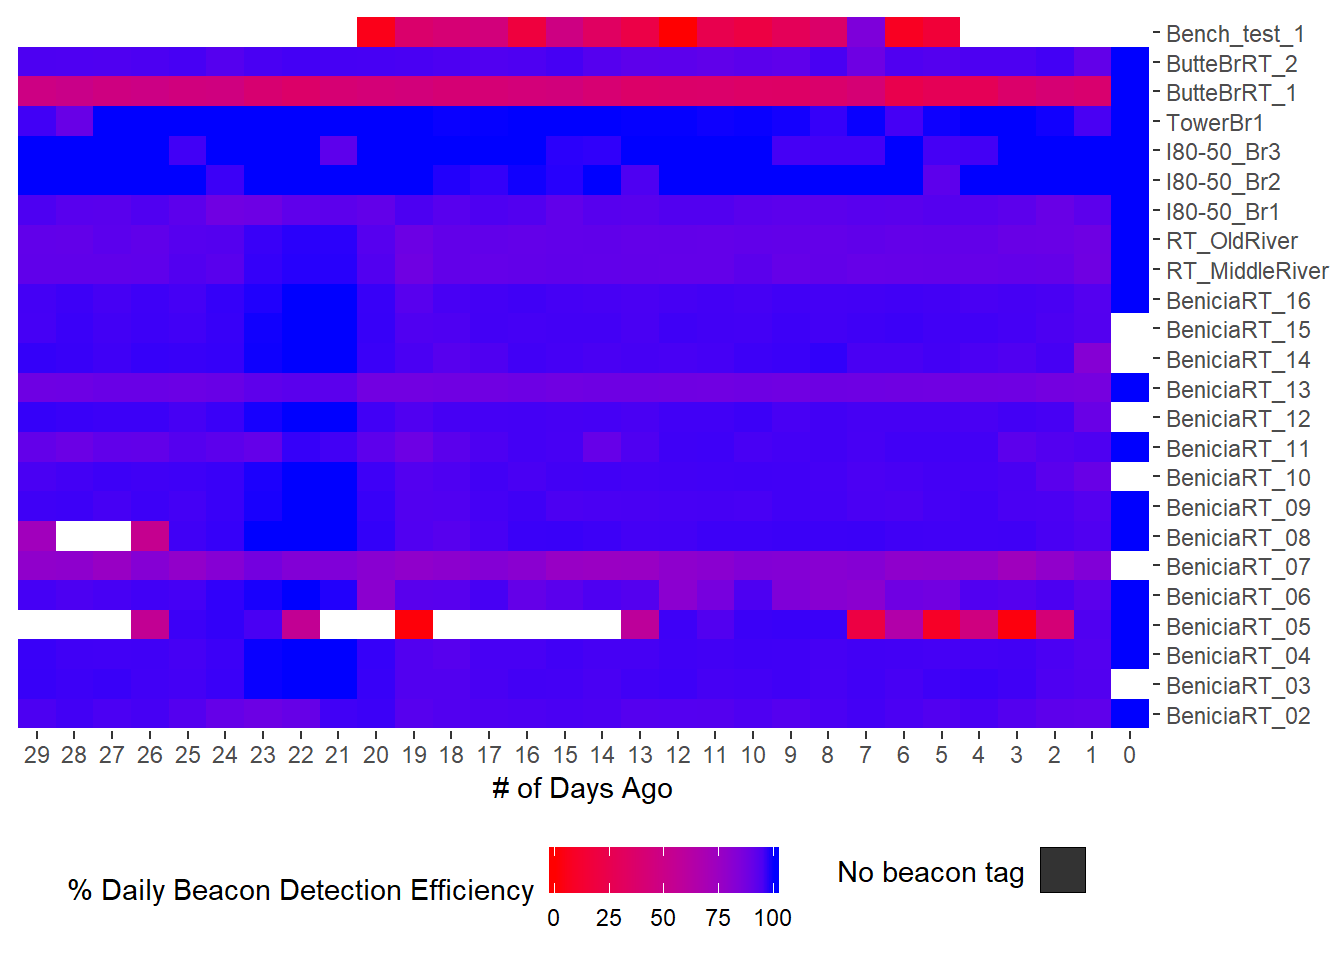 Bench_test_1
ButteBrRT_2
ButteBrRT_1
TowerBr1
I80-50_Br3
I80-50_Br2
I80-50_Br1
RT_OldRiver
RT_MiddleRiver
BeniciaRT_16
BeniciaRT_15
BeniciaRT_14
BeniciaRT_13
BeniciaRT_12
BeniciaRT_11
BeniciaRT_10
BeniciaRT_09
BeniciaRT_08
BeniciaRT_07
BeniciaRT_06
BeniciaRT_05
BeniciaRT_04
BeniciaRT_03
BeniciaRT_02
29 28 27 26 25 24 23 22 21 20 19 18 17 16 15 14 13 12 11 10 9 8 7 6 5 4 3 2 1 0
# of Days Ago
% Daily Beacon Detection Efficiency
0 25 50 75 100
No beacon tag